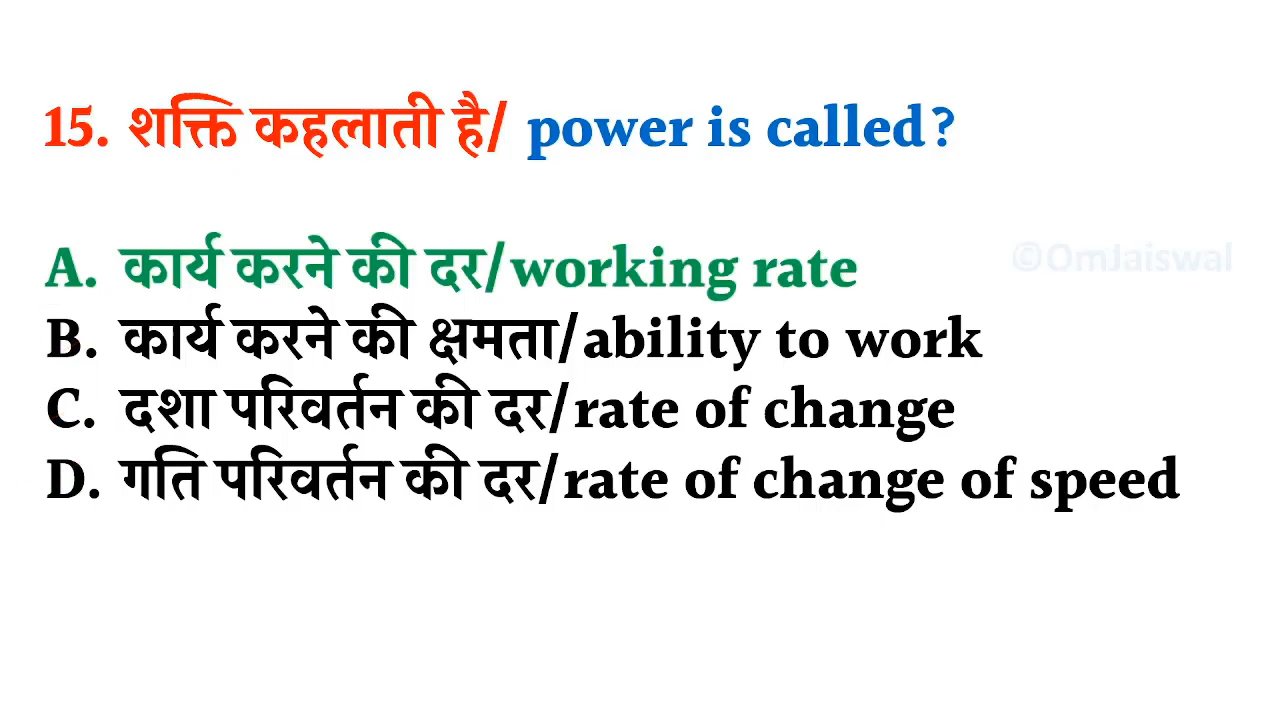 15. शक्ति कहलाती है/ power is called?
©OmJaiswal
A. कार्य करने की दर/working rate
B. कार्य करने की क्षमता/ability to work
C. दशा परिवर्तन की दर/rate of change
D. गति परिवर्तन की दर/rate of change of speed